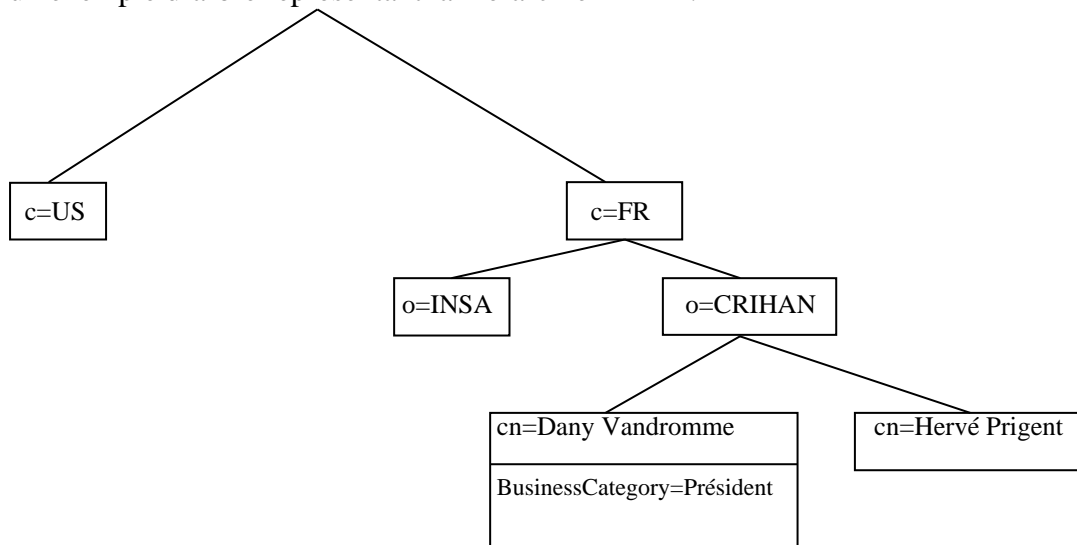 c=US
c=FR
o=INSA
o=CRIHAN
cn=Dany Vandromme
cn=Hervé Prigent
BusinessCategory=Président